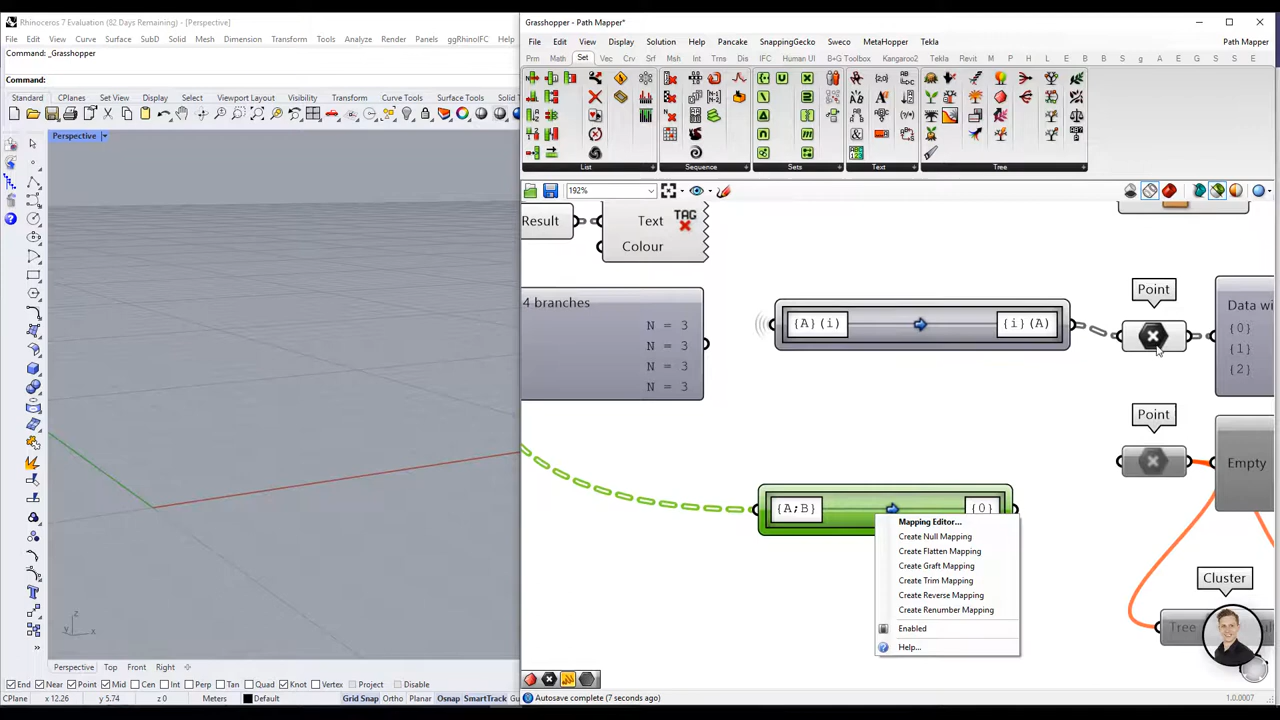 Rhinoceros 7 Evaluation (82 Days Remaining) - [Perspective]
File Edit View Curve Surface SubD Solid Mesh Dimension Transform Tools Analyze Render Panels ggRhinoIFC Help
Command: _Grasshopper
Command:
Standard CPlanes Set View Display Select Viewport Layout Visibility Transform Curve Tools Surface Tools Solid T
Perspective
z
y
x
Perspective Top Front Right
End Near Point Mid Cen Int Perp Tan Quad Knot Vertex Project Disable
CPlane x 12.26 y 5.74 z 0 Meters Default Grid Snap Ortho Planar Osnap SmartTrack
Grasshopper - Path Mapper*
File Edit View Display Solution Help Pancake SnappingGecko Sweco MetaHopper Tekla Path Mapper
Prm Math Set Vec Crv Srf Msh Int Trns Dis IFC Human UI B+G Toolbox Kangaroo2 Tekla Revit M P H L E S g A E G S S E
List Sequence Sets Text Tree
192%
Result Text TAG
Colour
4 branches
N = 3
N = 3
N = 3
N = 3
{A}(i) {i}(A)
Point
Data wi
{0}
{1}
{2}
Point
Empty
{A;B} {0}
Mapping Editor...
Create Null Mapping
Create Flatten Mapping
Create Graft Mapping
Create Trim Mapping
Create Reverse Mapping
Create Renumber Mapping
Enabled
Help...
Cluster
Tree
Autosave complete (7 seconds ago)
1.0.0007